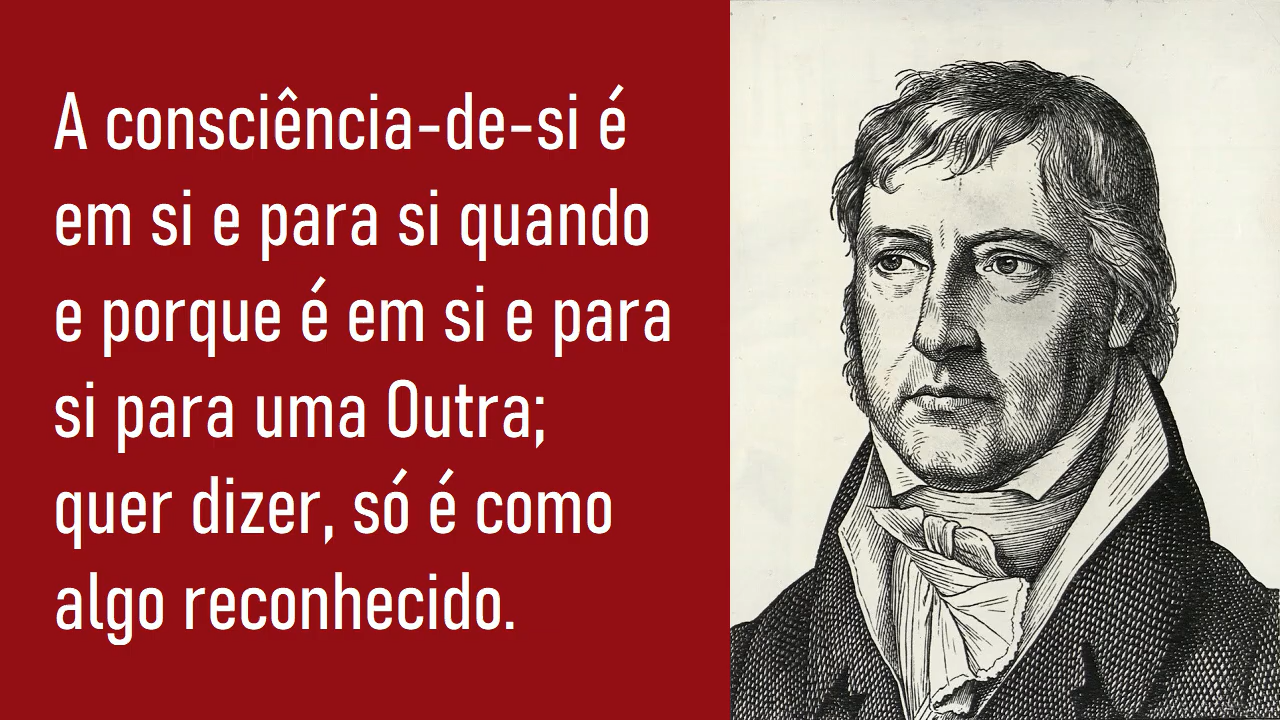 A consciência-de-si é
em si e para si quando
e porque é em si e para
si para uma Outra;
quer dizer, só é como
algo reconhecido.